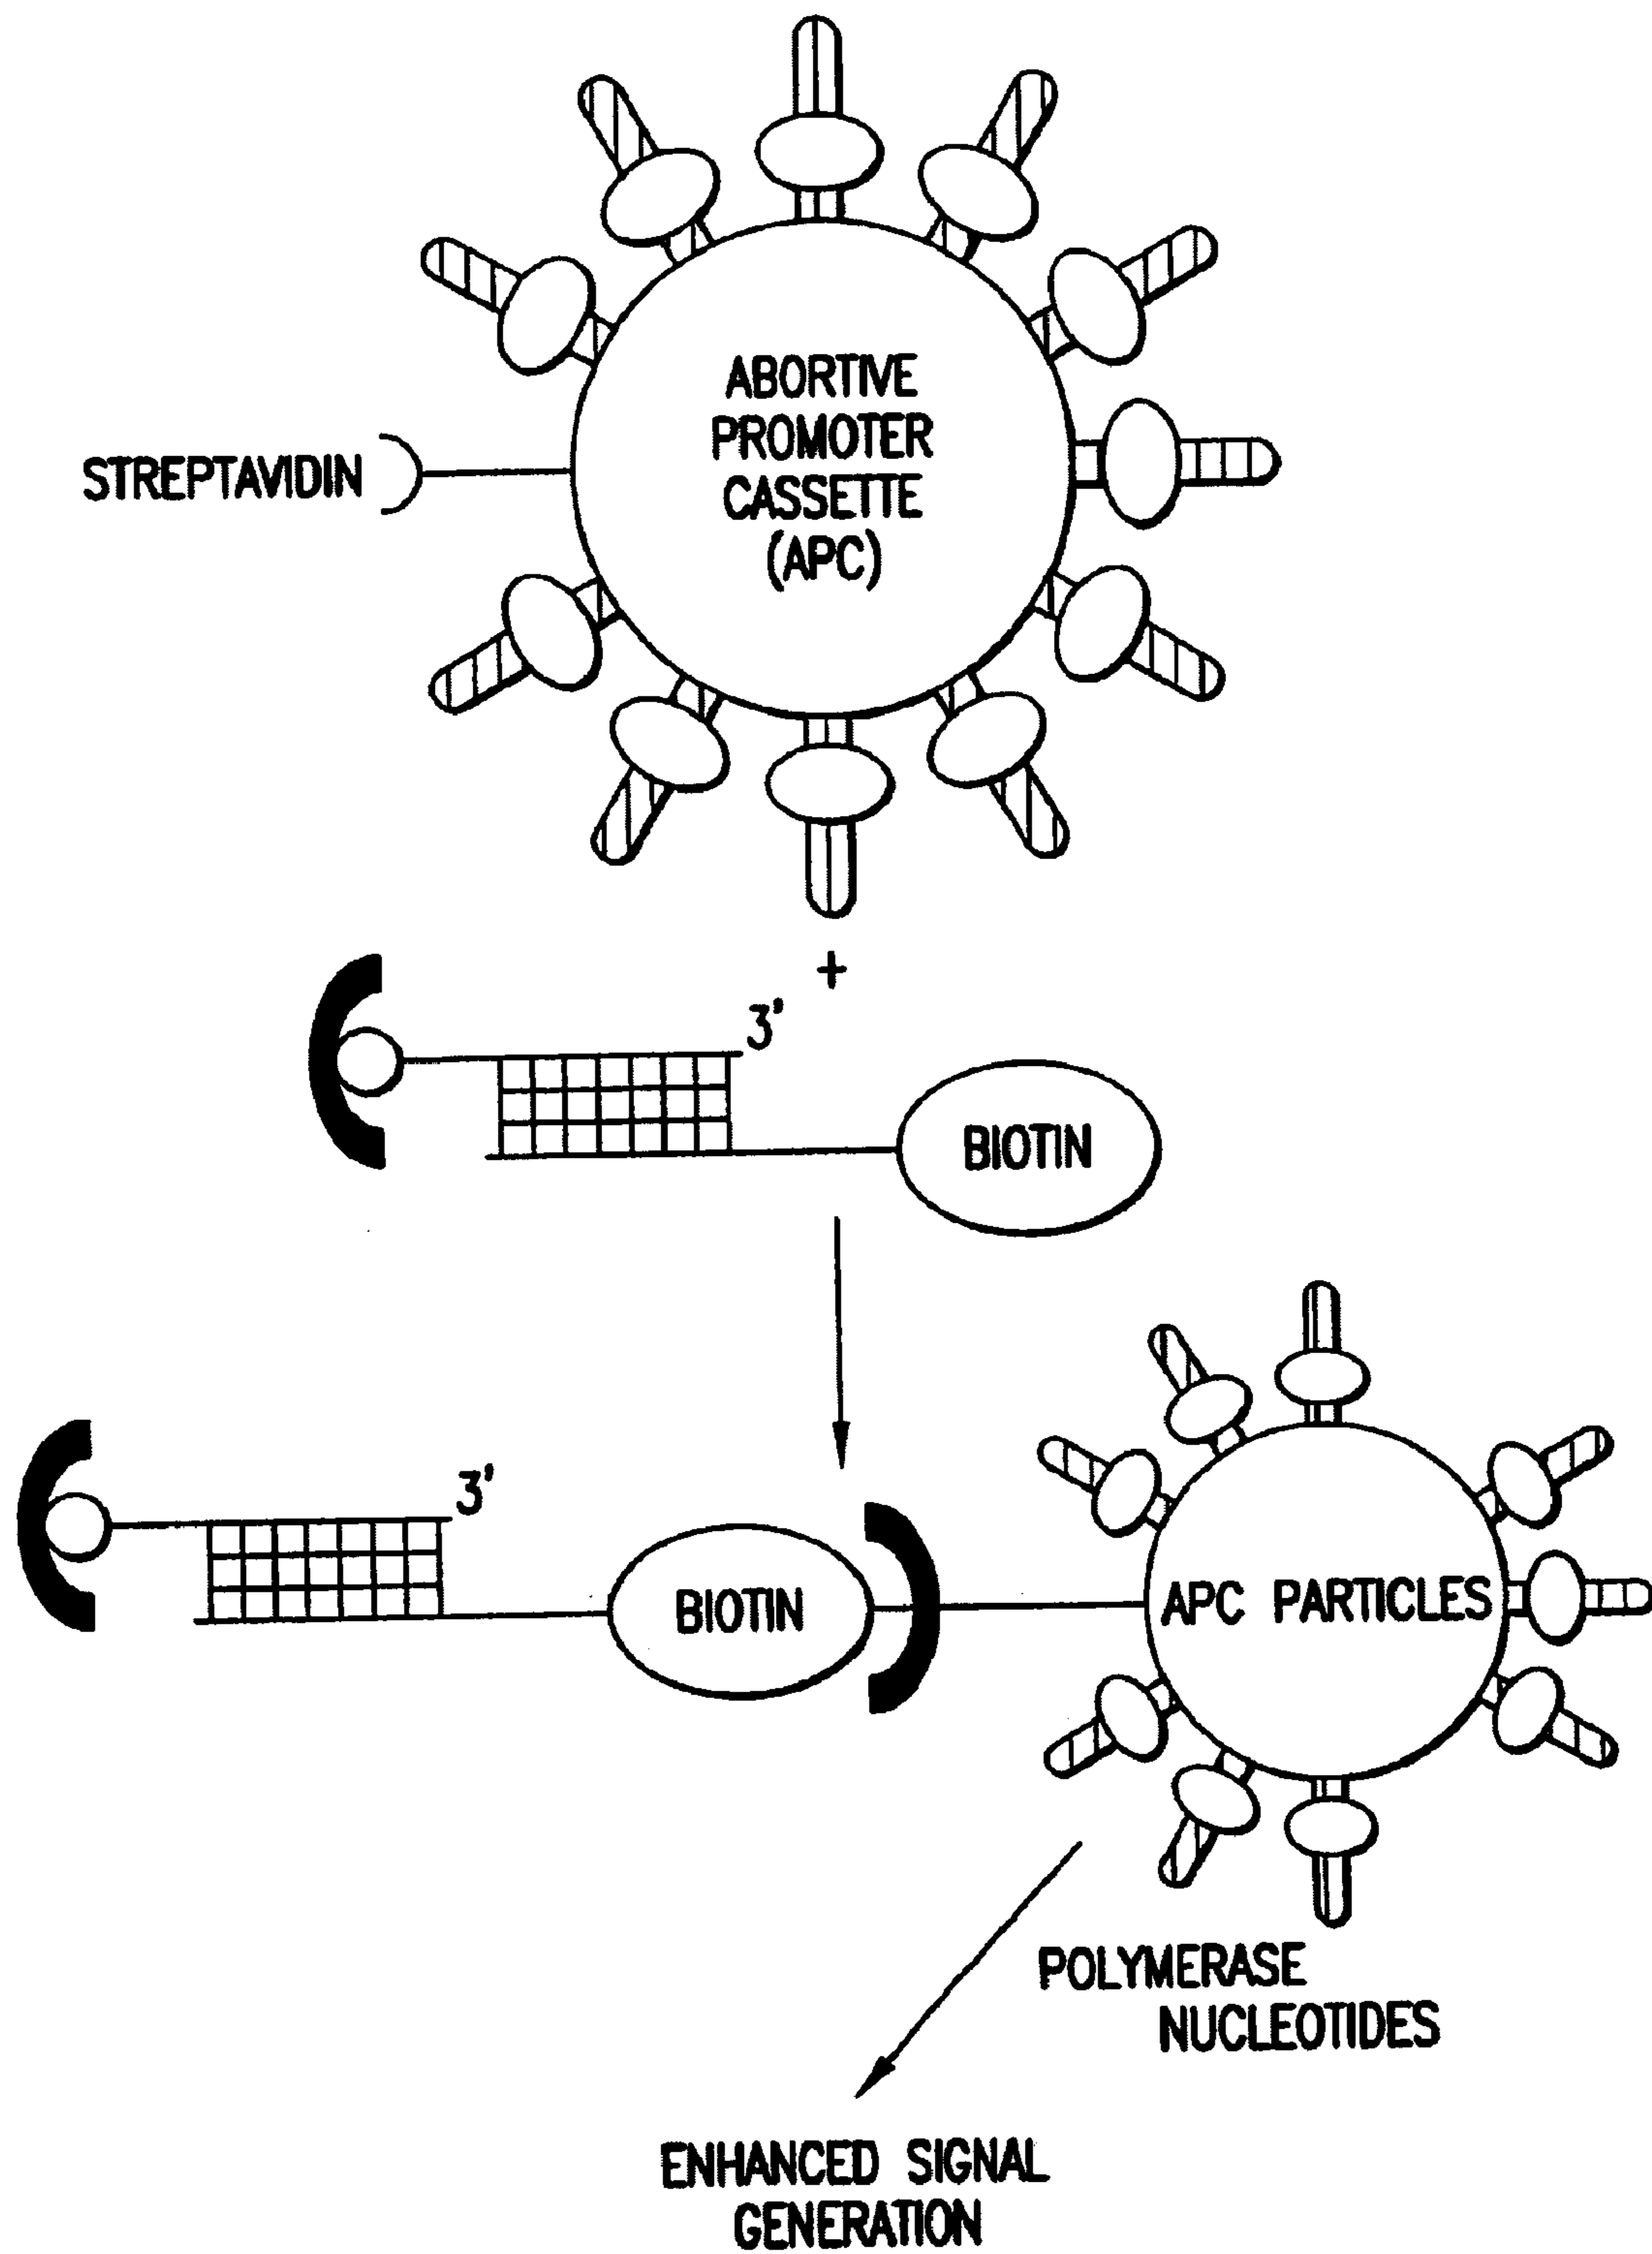 ABORTIVE
PROMOTER
CASSETTE
(APC)
STREPTAVIDIN
+
3'
BIOTIN
3'
BIOTIN
APC PARTICLES
POLYMERASE
NUCLEOTIDES
ENHANCED SIGNAL
GENERATION